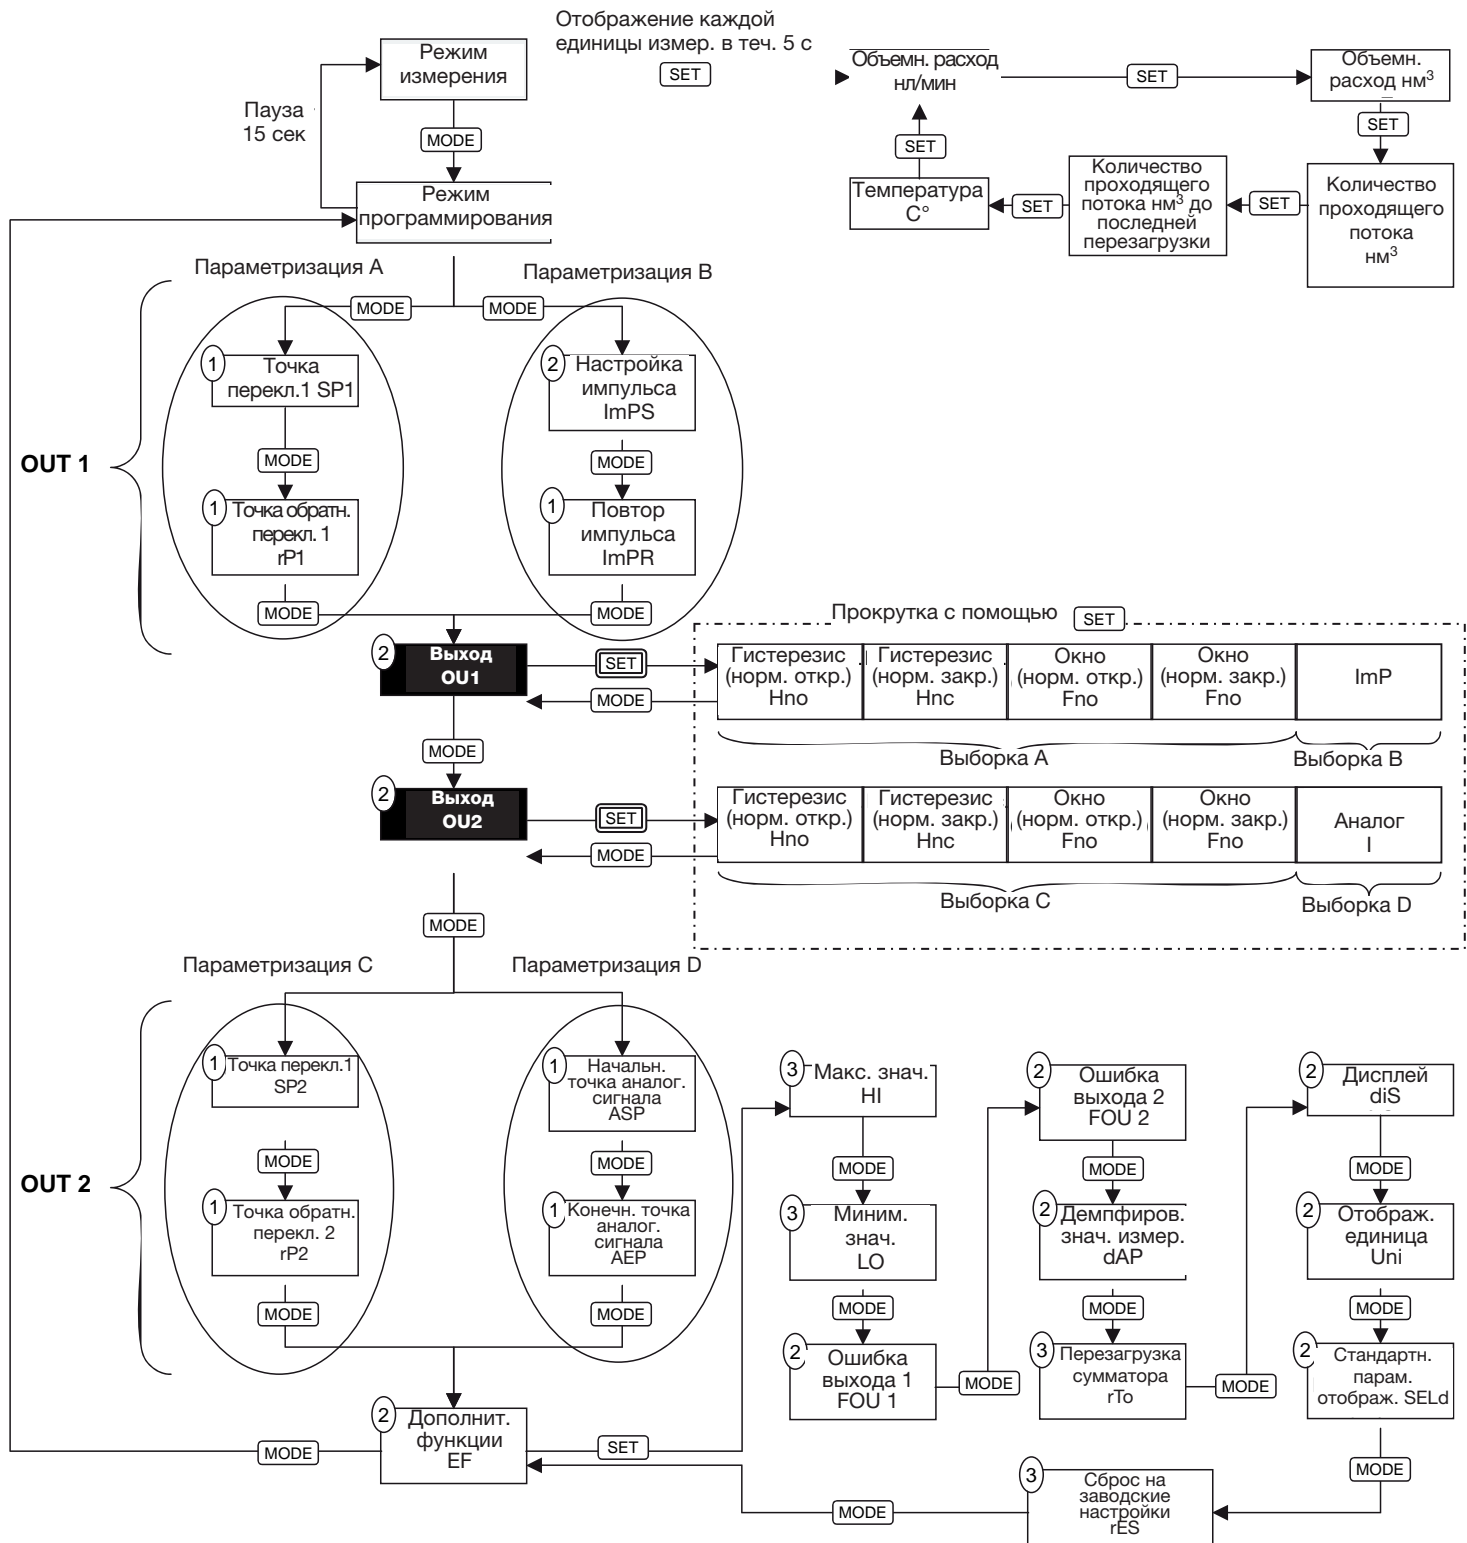 Отображение каждой
единицы измер. в теч. 5 с
SET
Режим
измерения
Пауза
15 сек
MODE
Режим
программирования
Объемн. расход
нл/мин
SET
Объемн.
расход нм³
SET
SET
Количество
проходящего
потока
нм³
SET
Количество
проходящего
потока нм³ до
последней
перезагрузки
SET
Температура
C°
Параметризация A
Параметризация B
MODE
MODE
OUT 1
1
Точка
перекл.1 SP1
MODE
1
Точка обратн.
перекл. 1
rP1
MODE
2
Настройка
импульса
ImPS
MODE
1
Повтор
импульса
ImPR
MODE
2
Выход
OU1
SET
MODE
Прокрутка с помощью
SET
Гистерезис
(норм. откр.)
Hno
Гистерезис
(норм. закр.)
Hnc
Окно
(норм. откр.)
Fno
Окно
(норм. закр.)
Fno
ImP
Выборка A
Выборка B
MODE
2
Выход
OU2
SET
MODE
Гистерезис
(норм. откр.)
Hno
Гистерезис
(норм. закр.)
Hnc
Окно
(норм. откр.)
Fno
Окно
(норм. закр.)
Fno
Аналог
I
Выборка C
Выборка D
MODE
Параметризация C
Параметризация D
OUT 2
1
Точка перекл.1
SP2
MODE
1
Точка обратн.
перекл. 2
rP2
MODE
1
Начальн.
точка аналог.
сигнала
ASP
MODE
1
Конечн. точка
аналог.
сигнала
AEP
MODE
2
Дополнит.
функции
EF
MODE
SET
3
Макс. знач.
HI
MODE
3
Миним.
знач.
LO
MODE
2
Ошибка
выхода 1
FOU 1
MODE
2
Ошибка
выхода 2
FOU 2
MODE
2
Демпфиров.
знач. измер.
dAP
MODE
3
Перезагрузка
сумматора
rTo
MODE
2
Дисплей
diS
MODE
2
Отображ.
единица
Uni
MODE
2
Стандартн.
парам.
отображ. SELd
MODE
3
Сброс на
заводские
настройки
rES
MODE